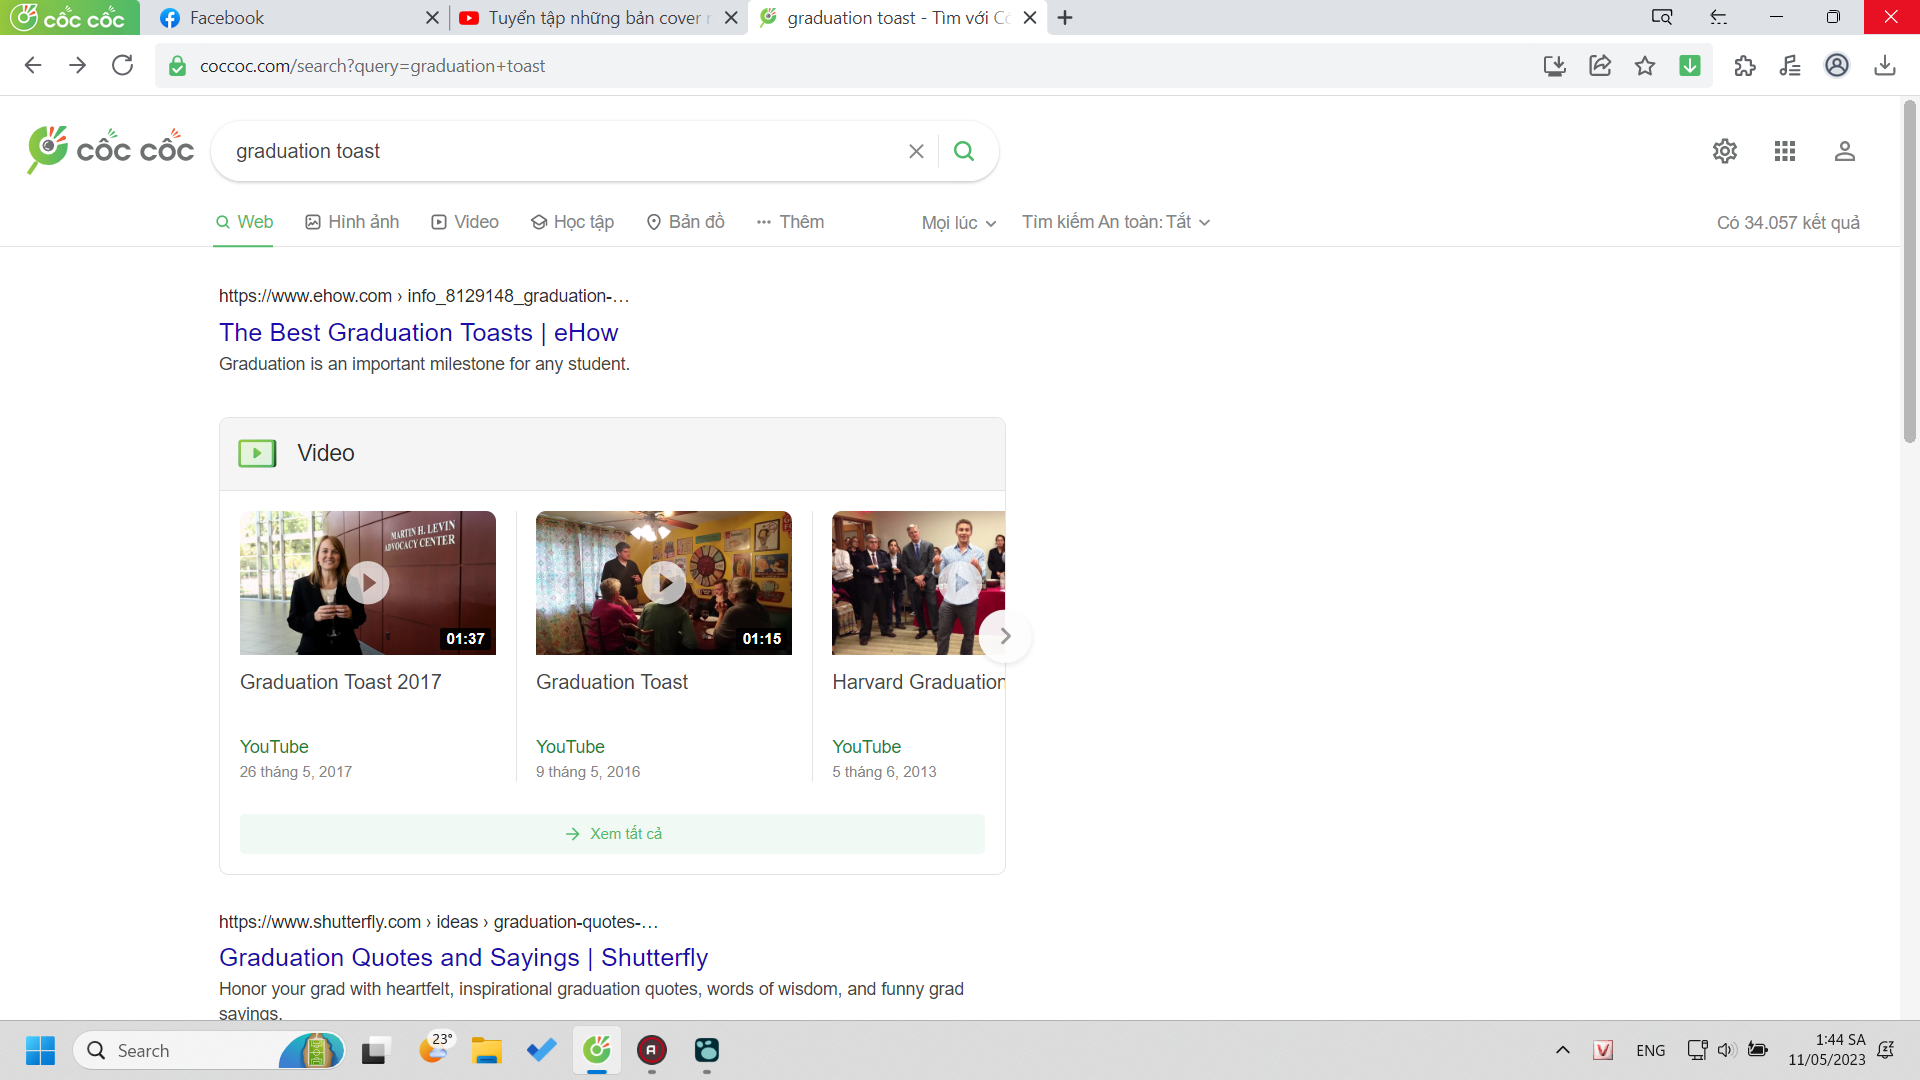 cốc cốc
Facebook
Tuyển tập những bản cover
graduation toast - Tìm với Cố
coccoc.com/search?query=graduation+toast
cốc cốc
graduation toast
Web
Hình ảnh
Video
Học tập
Bản đồ
Thêm
Mọi lúc
Tìm kiếm An toàn: Tắt
Có 34.057 kết quả
https://www.ehow.com › info_8129148_graduation-…
The Best Graduation Toasts | eHow
Graduation is an important milestone for any student.
Video
MARTIN H. LEVIN
ADVOCACY CENTER
01:37
01:15
Graduation Toast 2017
Graduation Toast
Harvard Graduation
YouTube
YouTube
YouTube
26 tháng 5, 2017
9 tháng 5, 2016
5 tháng 6, 2013
Xem tất cả
https://www.shutterfly.com › ideas › graduation-quotes-…
Graduation Quotes and Sayings | Shutterfly
Honor your grad with heartfelt, inspirational graduation quotes, words of wisdom, and funny grad
sayings.
Search
23°
ENG
1:44 SA
11/05/2023